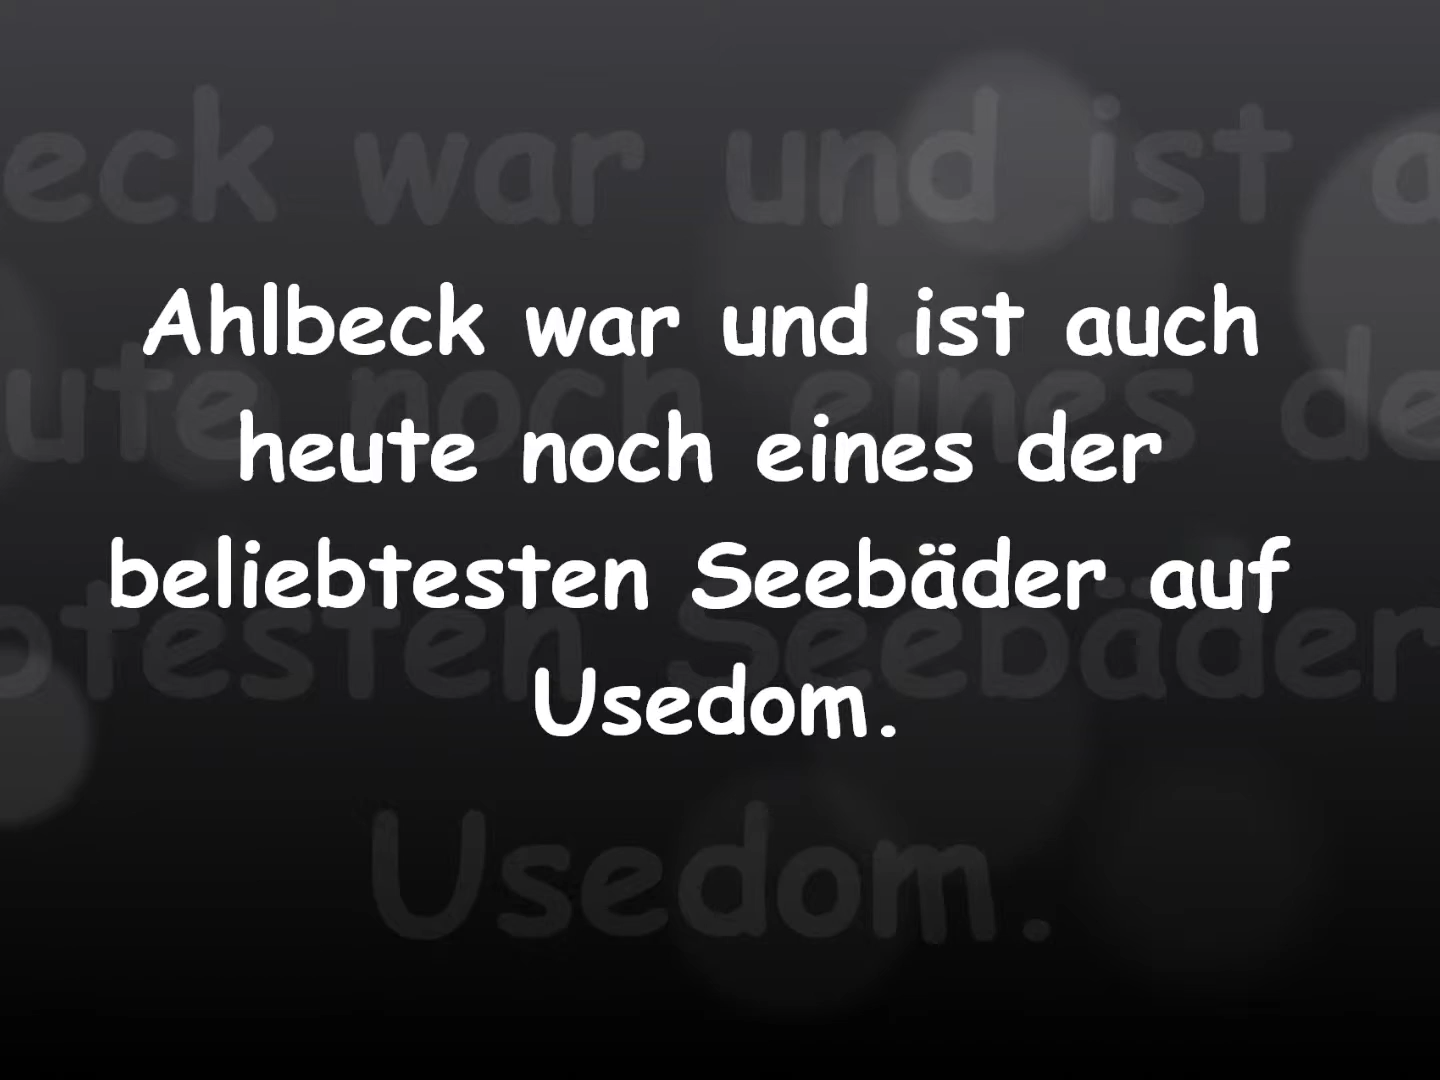 Ahlbeck war und ist auch
heute noch eines der
beliebtesten Seebäder auf
Usedom.